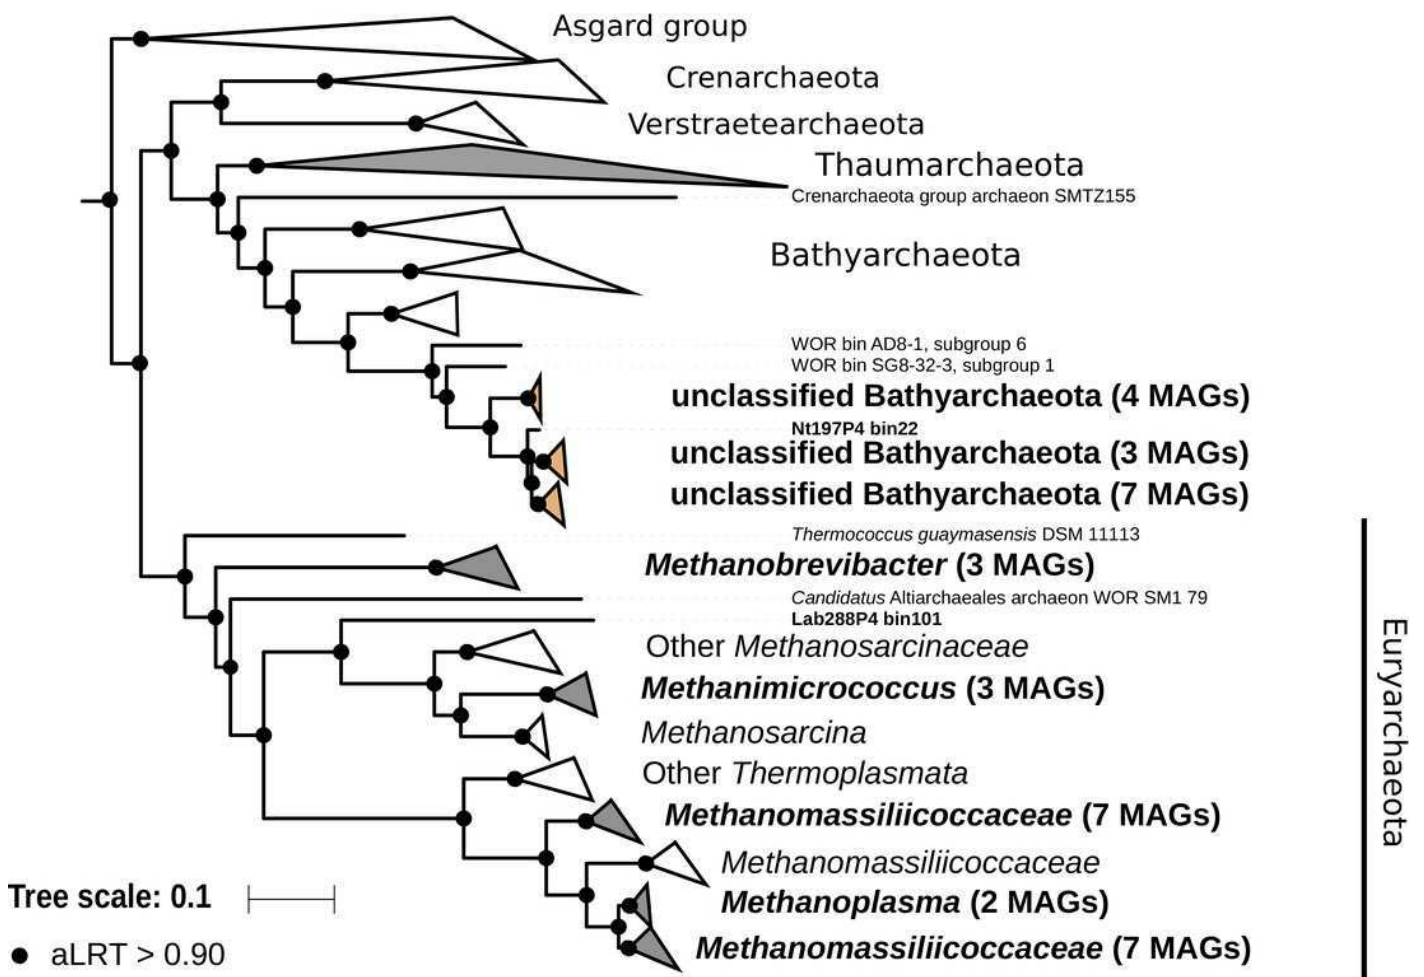 Asgard group
Crenarchaeota
Verstraetearchaeota
Thaumarchaeota
Crenarchaeota group archaeon SMTZ155
Bathyarchaeota
WOR bin AD8-1, subgroup 6
WOR bin SG8-32-3, subgroup 1
unclassified Bathyarchaeota (4 MAGs)
Nt197P4 bin22
unclassified Bathyarchaeota (3 MAGs)
unclassified Bathyarchaeota (7 MAGs)
Thermococcus guaymasensis DSM 11113
Methanobrevibacter (3 MAGs)
Candidatus Altiarchaeales archaeon WOR SM1 79
Lab288P4 bin101
Other Methanosarcinaceae
Methanimicrococcus (3 MAGs)
Methanosarcina
Other Thermoplasmata
Methanomassiliicoccaceae (7 MAGs)
Methanomassiliicoccaceae
Methanoplasma (2 MAGs)
Methanomassiliicoccaceae (7 MAGs)
Euryarchaeota
Tree scale: 0.1
aLRT > 0.90